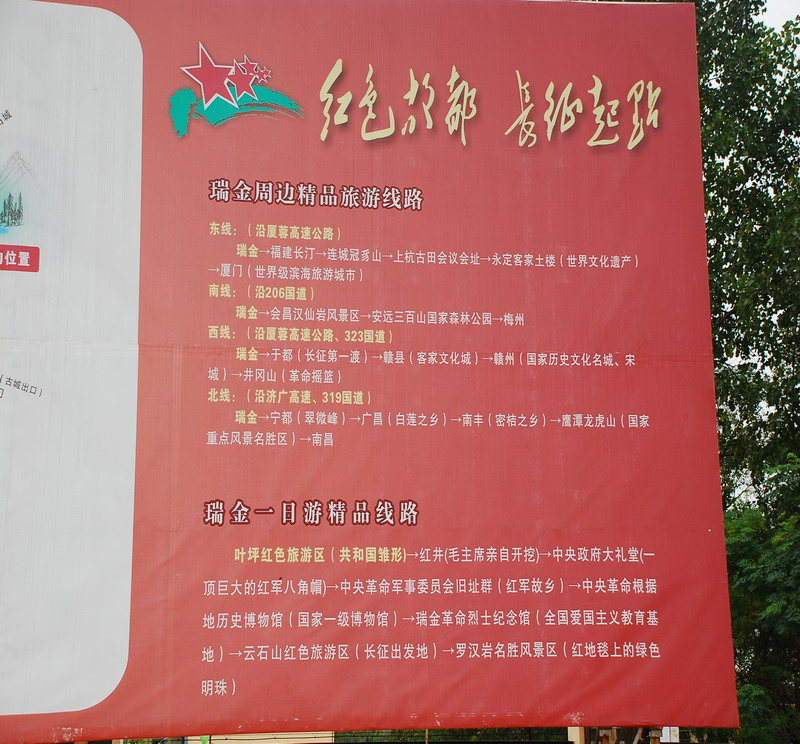 红色故都 長征起點
瑞金周边精品旅游线路
东线：（沿厦蓉高速公路）
瑞金→福建长汀→连城冠豸山→上杭古田会议会址→永定客家土楼（世界文化遗产）
→厦门（世界级滨海旅游城市）
南线：（沿206国道）
瑞金→会昌汉仙岩风景区→安远三百山国家森林公园→梅州
西线：（沿厦蓉高速公路、323国道）
瑞金→于都（长征第一渡）→赣县（客家文化城）→赣州（国家历史文化名城、宋
城）→井冈山（革命摇篮）
北线：（沿济广高速、319国道）
瑞金→宁都（翠微峰）→广昌（白莲之乡）→南丰（密桔之乡）→鹰潭龙虎山（国家
重点风景名胜区）→南昌
瑞金一日游精品线路
叶坪红色旅游区（共和国雏形)→红井(毛主席亲自开挖)→中央政府大礼堂(一
顶巨大的红军八角帽)→中央革命军事委员会旧址群（红军故乡）→中央革命根据
地历史博物馆（国家一级博物馆）→瑞金革命烈士纪念馆（全国爱国主义教育基
地）→云石山红色旅游区（长征出发地）→罗汉岩名胜风景区（红地毯上的绿色
明珠）
城
位置
（古城出口）